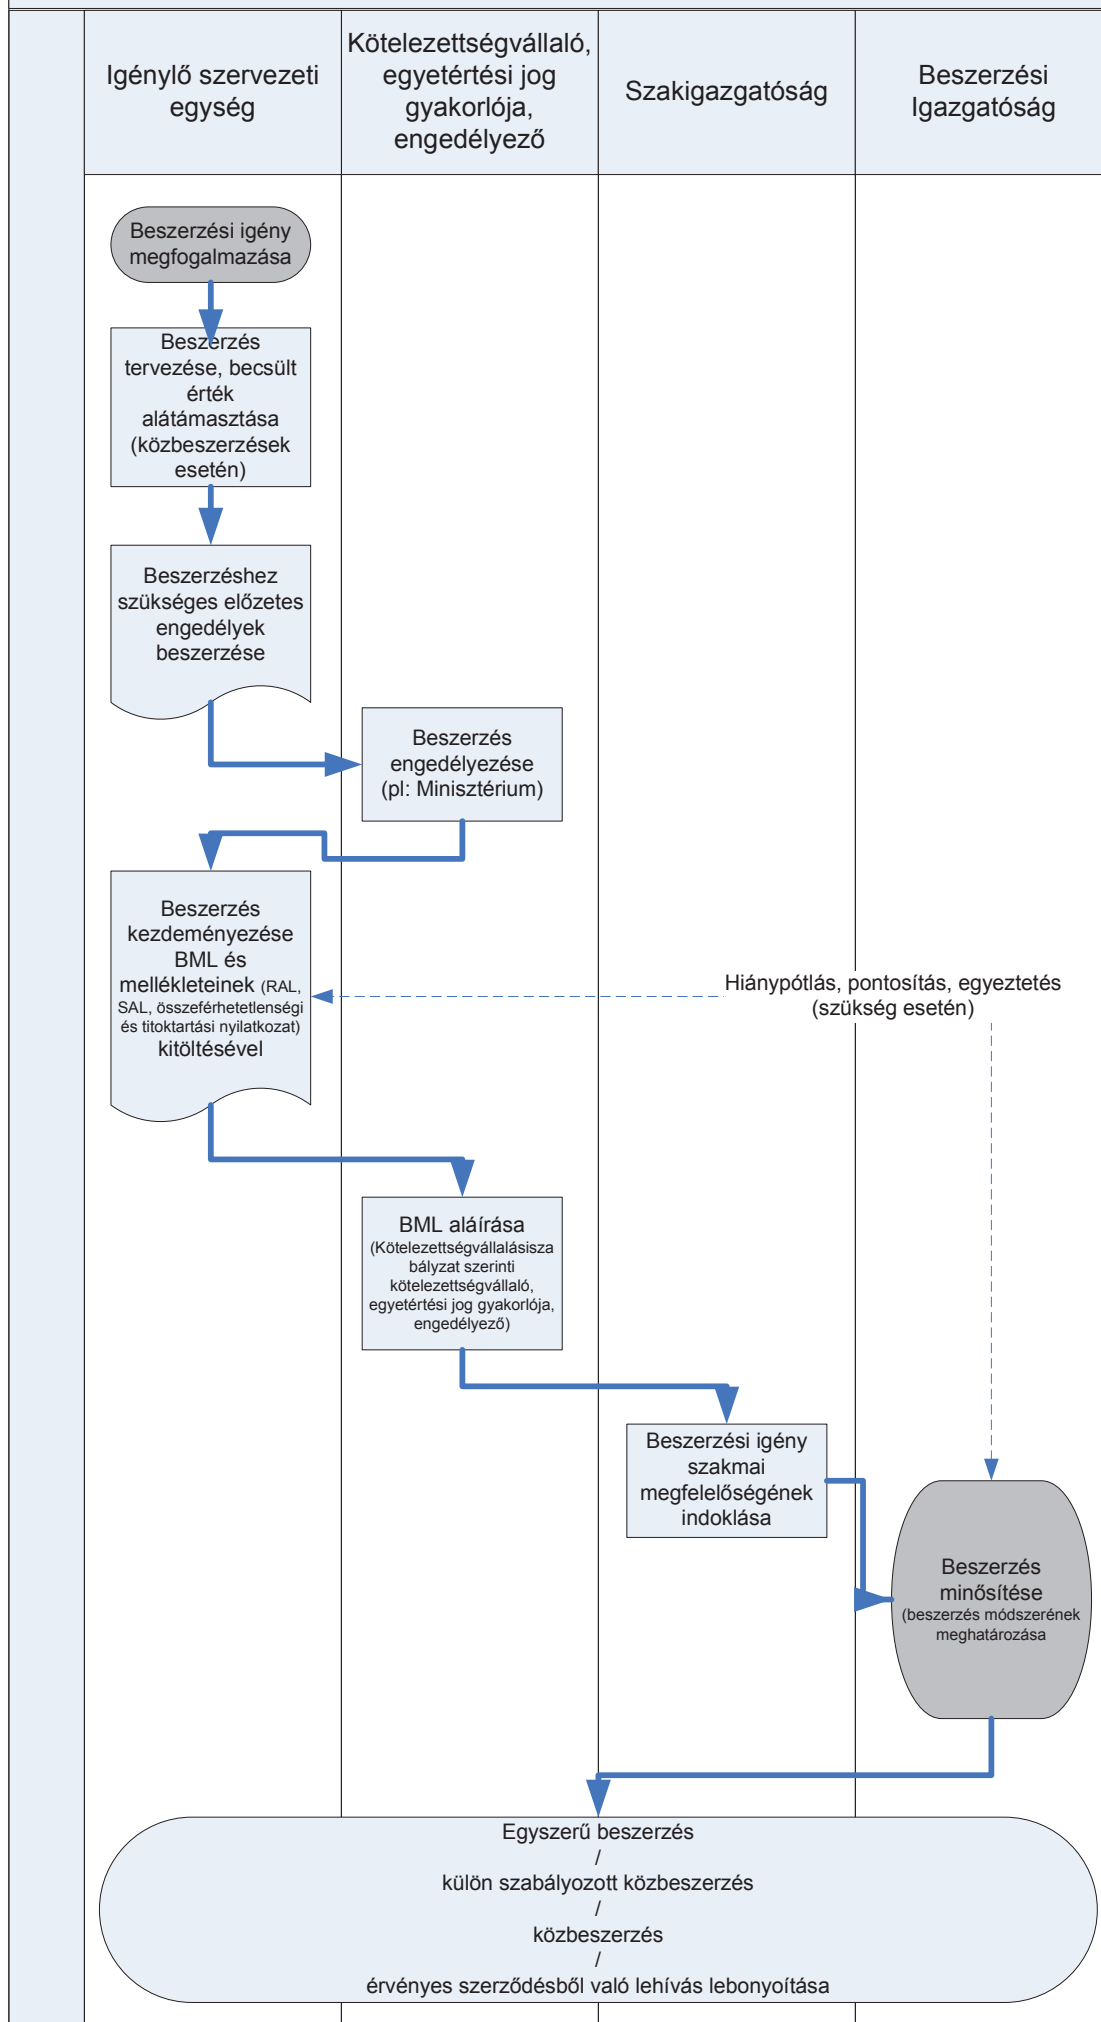 Igénylő szervezeti
egység
Kötelezettségvállaló,
egyetértési jog
gyakorlója,
engedélyező
Szakigazgatóság
Beszerzési
Igazgatóság
Beszerzési igény
megfogalmazása
Beszerzés
tervezése, becsült
érték
alátámasztása
(közbeszerzések
esetén)
Beszerzéshez
szükséges előzetes
engedélyek
beszerzése
Beszerzés
engedélyezése
(pl: Minisztérium)
Beszerzés
kezdeményezése
BML és
mellékleteinek (RAL,
SAL, összeférhetetlenségi
és titoktartási nyilatkozat)
kitöltésével
Hiánypótlás, pontosítás, egyeztetés
(szükség esetén)
BML aláírása
(Kötelezettségvállalásisza
bályzat szerinti
kötelezettségvállaló,
egyetértési jog gyakorlója,
engedélyező)
Beszerzési igény
szakmai
megfelelőségének
indoklása
Beszerzés
minősítése
(beszerzés módszerének
meghatározása
Egyszerű beszerzés
/
külön szabályozott közbeszerzés
/
közbeszerzés
/
érvényes szerződésből való lehívás lebonyoítása